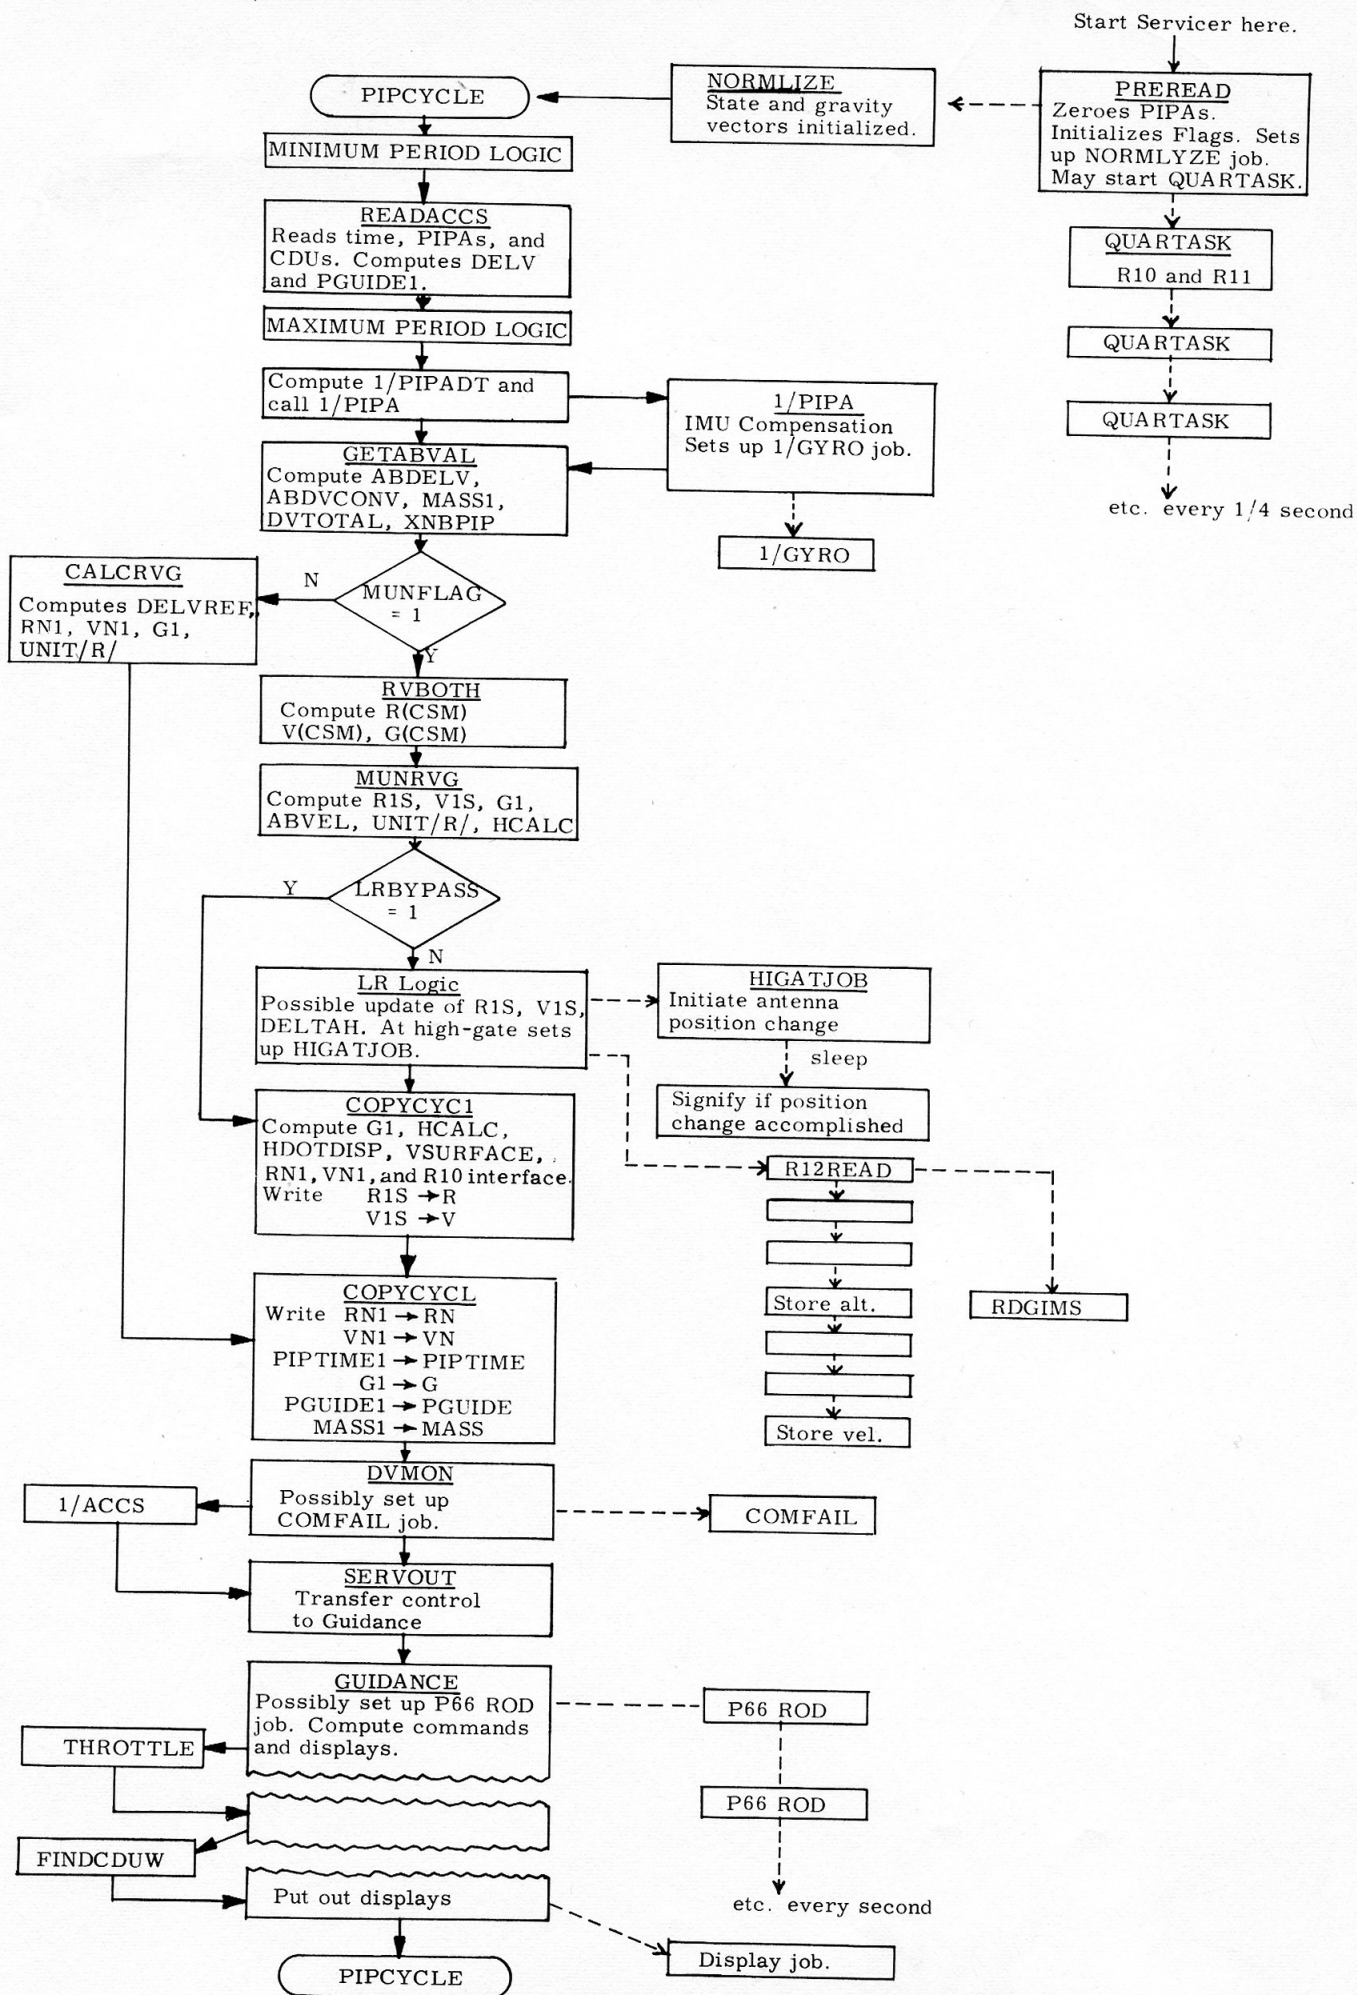 Start Servicer here.
PREREAD
Zeroes PIPAs.
Initializes Flags. Sets
up NORMLYZE job.
May start QUARTASK.
NORMLIZE
State and gravity
vectors initialized.
PIPCYCLE
MINIMUM PERIOD LOGIC
READACCS
Reads time, PIPAs, and
CDUs. Computes DELV
and PGUIDE1.
MAXIMUM PERIOD LOGIC
Compute 1/PIPADT and
call 1/PIPA
1/PIPA
IMU Compensation
Sets up 1/GYRO job.
1/GYRO
QUARTASK
R10 and R11
QUARTASK
QUARTASK
etc. every 1/4 second
GETABVAL
Compute ABDELV,
ABDVCONV, MASS1,
DVTOTAL, XNBPIP
MUNFLAG
= 1
N
Y
CALCRVG
Computes DELVREF,
RN1, VN1, G1,
UNIT/R/
RVBOTH
Compute R(CSM)
V(CSM), G(CSM)
MUNRVG
Compute R1S, V1S, G1,
ABVEL, UNIT/R/, HCALC
LRBYPASS
= 1
Y
N
LR Logic
Possible update of R1S, V1S,
DELTAH. At high-gate sets
up HIGATJOB.
HIGATJOB
Initiate antenna
position change
sleep
Signify if position
change accomplished
COPYCYC1
Compute G1, HCALC,
HDOTDISP, VSURFACE,
RN1, VN1, and R10 interface.
Write R1S → R
V1S → V
R12READ
Store alt.
Store vel.
RDGIMS
COPYCYCL
Write RN1 → RN
VN1 → VN
PIPTIME1 → PIPTIME
G1 → G
PGUIDE1 → PGUIDE
MASS1 → MASS
DVMON
Possibly set up
COMFAIL job.
1/ACCS
COMFAIL
SERVOUT
Transfer control
to Guidance
GUIDANCE
Possibly set up P66 ROD
job. Compute commands
and displays.
P66 ROD
P66 ROD
etc. every second
THROTTLE
FINDCDUW
Put out displays
Display job.
PIPCYCLE